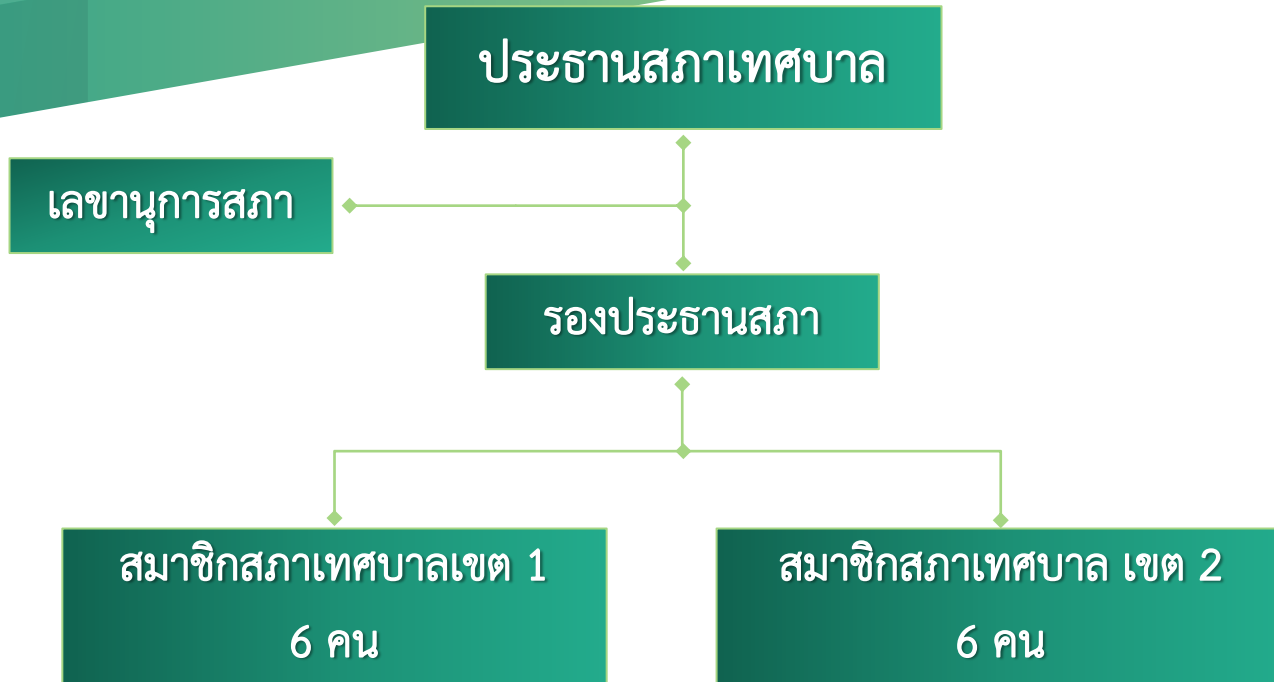 ประธานสภาเทศบาล
เลขานุการสภา
รองประธานสภา
สมาชิกสภาเทศบาลเขต 1
6 คน
สมาชิกสภาเทศบาล เขต 2
6 คน